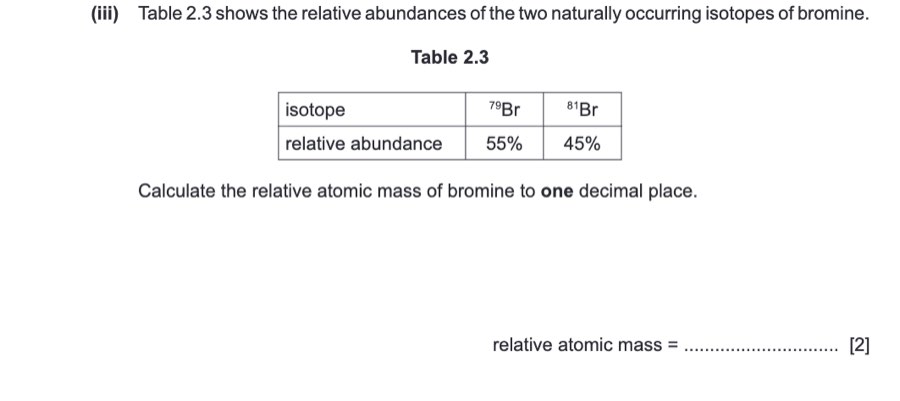 (iii) Table 2.3 shows the relative abundances of the two naturally occurring isotopes of bromine.
Table 2.3
isotope ⁷⁹Br ⁸¹Br
relative abundance 55% 45%
Calculate the relative atomic mass of bromine to one decimal place.
relative atomic mass = .............................. [2]